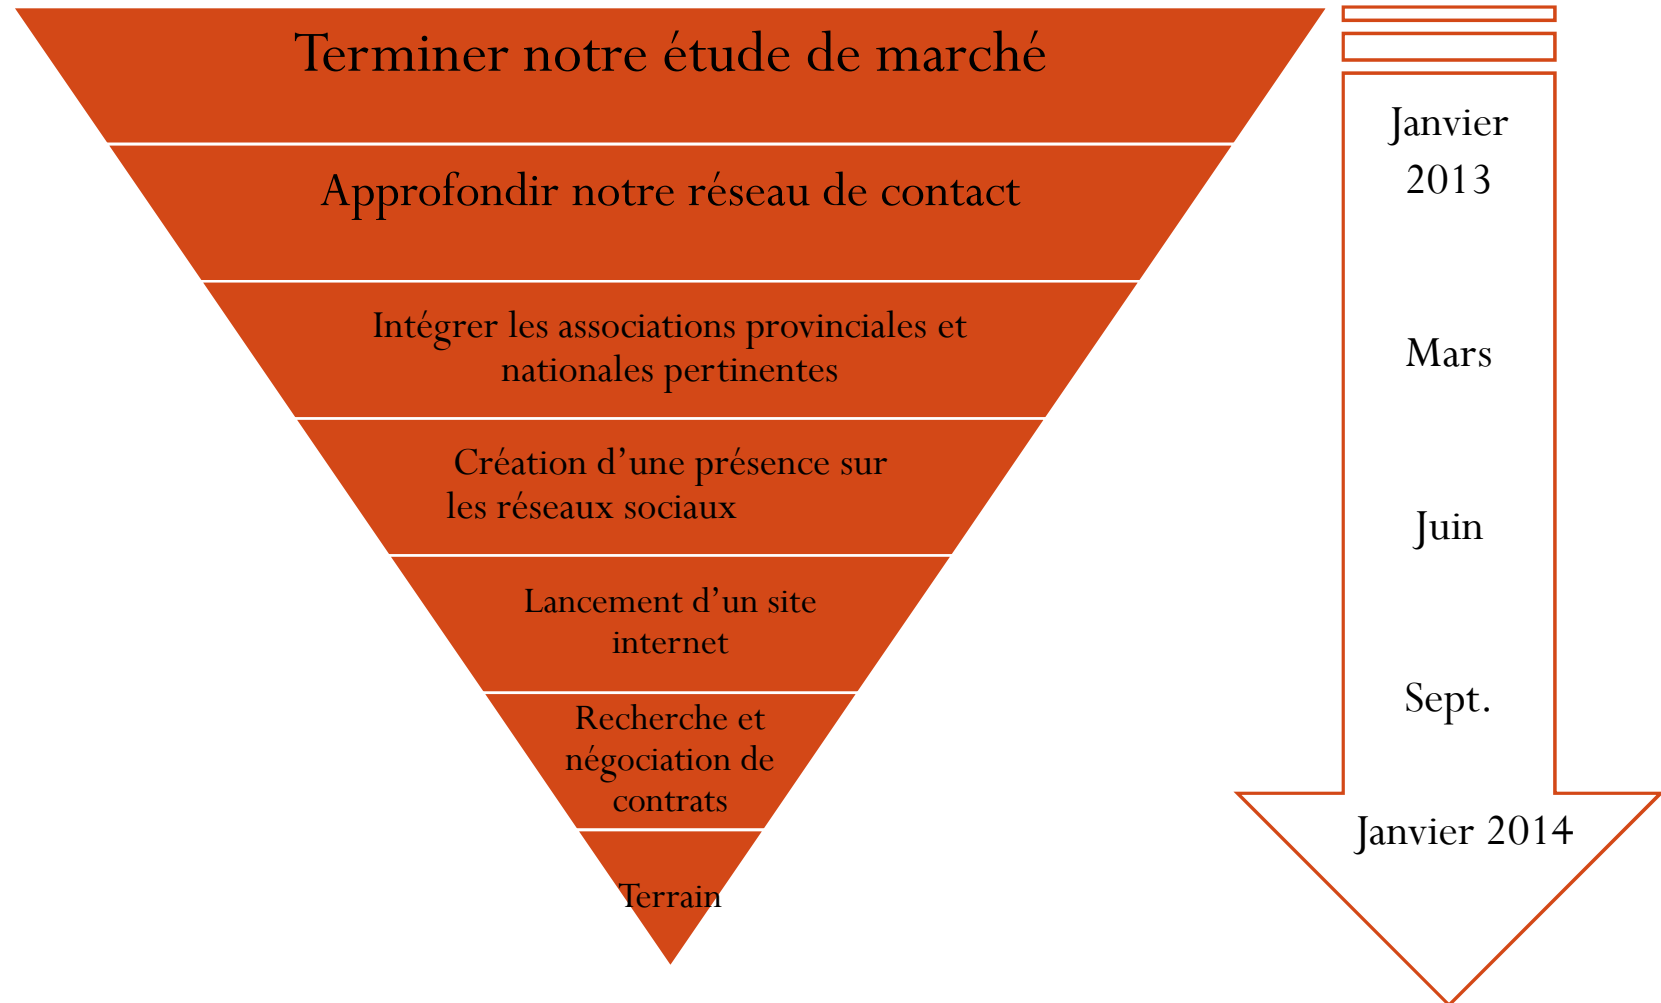 Terminer notre étude de marché
Approfondir notre réseau de contact
Intégrer les associations provinciales et
nationales pertinentes
Création d’une présence sur
les réseaux sociaux
Lancement d’un site
internet
Recherche et
négociation de
contrats
Terrain
Janvier
2013
Mars
Juin
Sept.
Janvier 2014